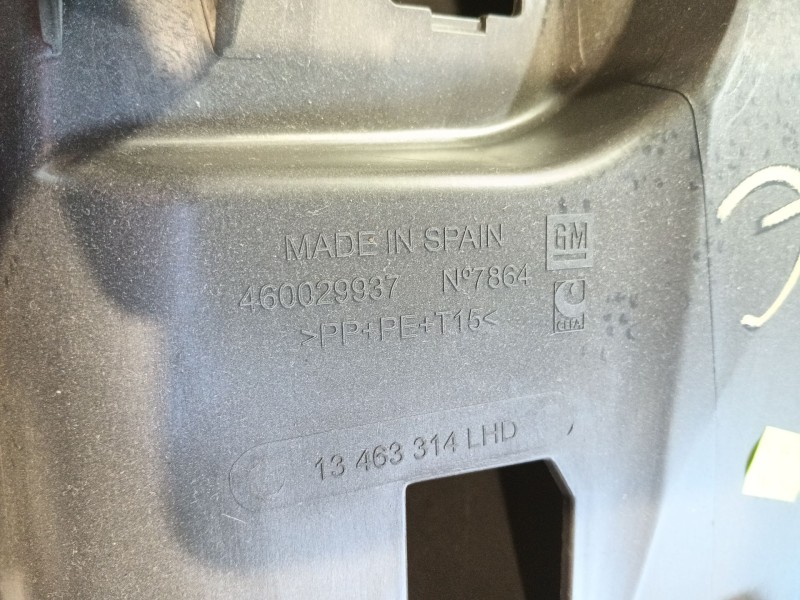 MADE IN SPAIN
GM
460029937 Nº7864
>PP+PE+T15<
13 463 314 LHD